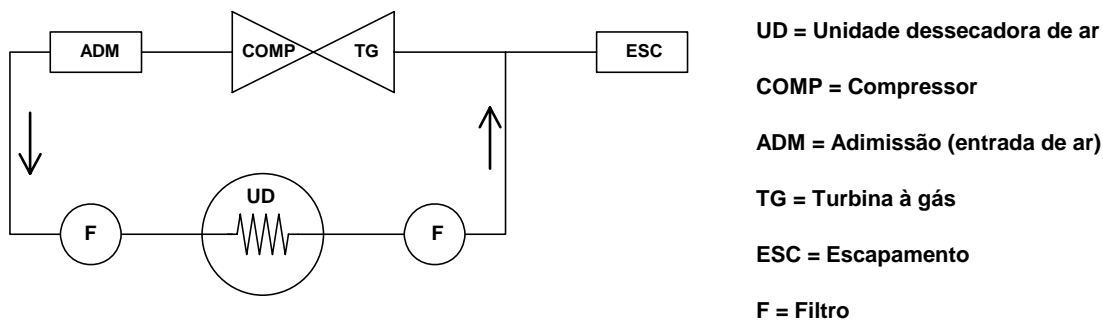 ADM
COMP
TG
ESC
UD
F
F
UD = Unidade dessecadora de ar
COMP = Compressor
ADM = Adimissão (entrada de ar)
TG = Turbina à gás
ESC = Escapamento
F = Filtro